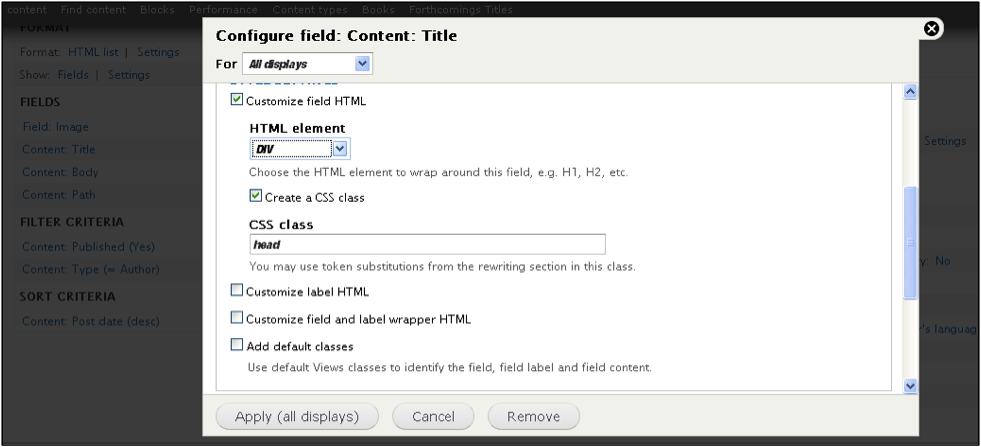 content Find content Blocks Performance Content types Books Forthcomings Titles
FORMAT
Format: HTML list | Settings
Show: Fields | Settings
FIELDS
Field: Image
Content: Title
Content: Body
Content: Path
FILTER CRITERIA
Content: Published (Yes)
Content: Type (= Author)
SORT CRITERIA
Content: Post date (desc)
Configure field: Content: Title
For All displays
Customize field HTML
HTML element
DIV
Choose the HTML element to wrap around this field, e.g. H1, H2, etc.
Create a CSS class
CSS class
head
You may use token substitutions from the rewriting section in this class.
Customize label HTML
Customize field and label wrapper HTML
Add default classes
Use default Views classes to identify the field, field label and field content.
Apply (all displays) Cancel Remove
Settings
y: No
r's languag